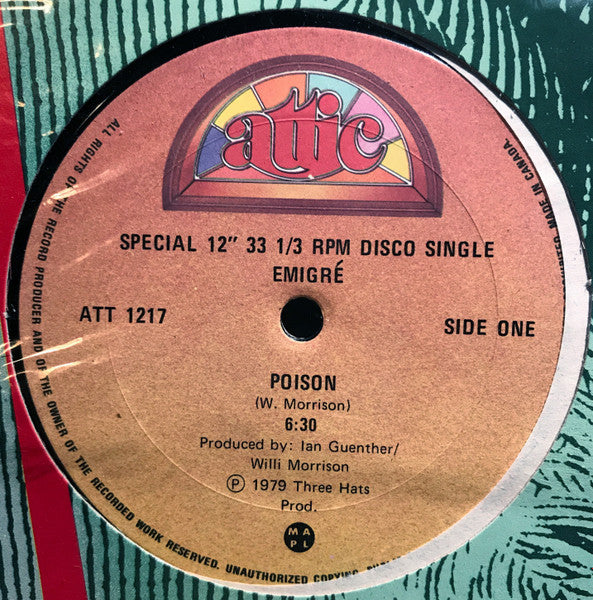 attic
SPECIAL 12" 33 1/3 RPM DISCO SINGLE
EMIGRÉ
ATT 1217
SIDE ONE
POISON
(W. Morrison)
6:30
Produced by: Ian Guenther/
Willi Morrison
Ⓟ 1979 Three Hats
Prod.
M A
P L
ALL RIGHTS OF THE RECORD PRODUCER AND OF THE OWNER OF THE RECORDED WORK RESERVED. UNAUTHORIZED COPYING, MADE IN CANADA.